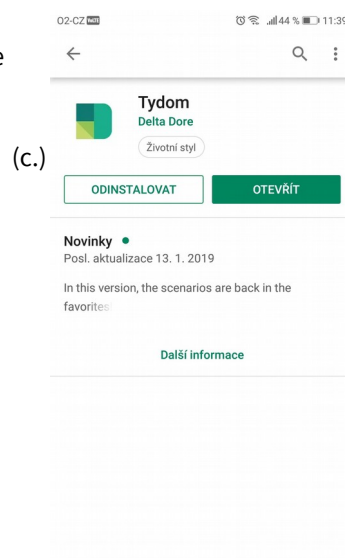 O2-CZ 44 % 11:39
e
Tydom
Delta Dore
Životní styl
(c.)
ODINSTALOVAT OTEVŘÍT
Novinky
Posl. aktualizace 13. 1. 2019
In this version, the scenarios are back in the
favorites
Další informace